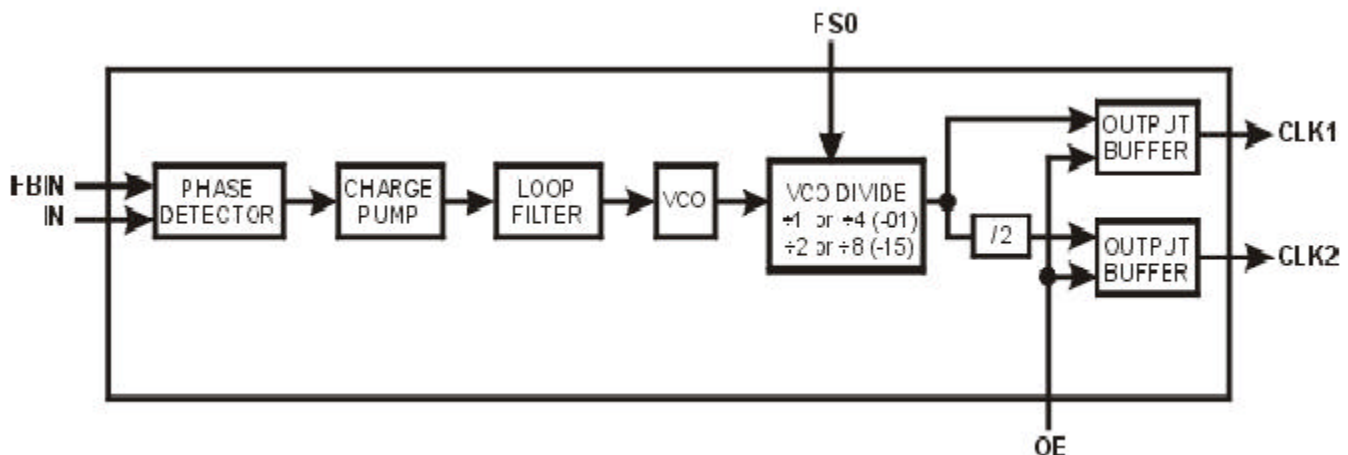 FS0
FBIN
IN
PHASE
DETECTOR
CHARGE
PUMP
LOOP
FILTER
VCO
VCO DIVIDE
÷1 or ÷4 (-01)
÷2 or ÷8 (-15)
/2
OUTPUT
BUFFER
CLK1
OUTPUT
BUFFER
CLK2
OE